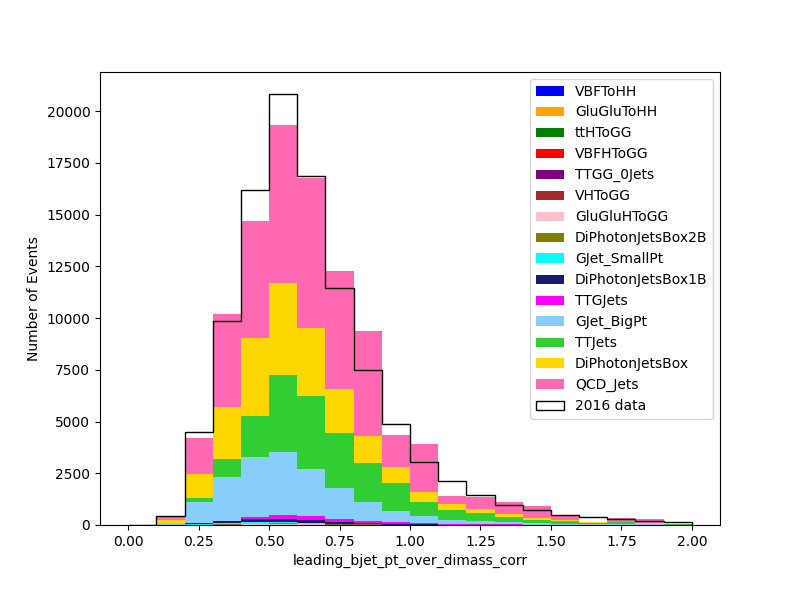 20000
17500
15000
12500
10000
7500
5000
2500
0
Number of Events
0.00 0.25 0.50 0.75 1.00 1.25 1.50 1.75 2.00
leading_bjet_pt_over_dimass_corr
VBFToHH
GluGluToHH
ttHToGG
VBFHToGG
TTGG_0Jets
VHToGG
GluGluHToGG
DiPhotonJetsBox2B
GJet_SmallPt
DiPhotonJetsBox1B
TTGJets
GJet_BigPt
TTJets
DiPhotonJetsBox
QCD_Jets
2016 data